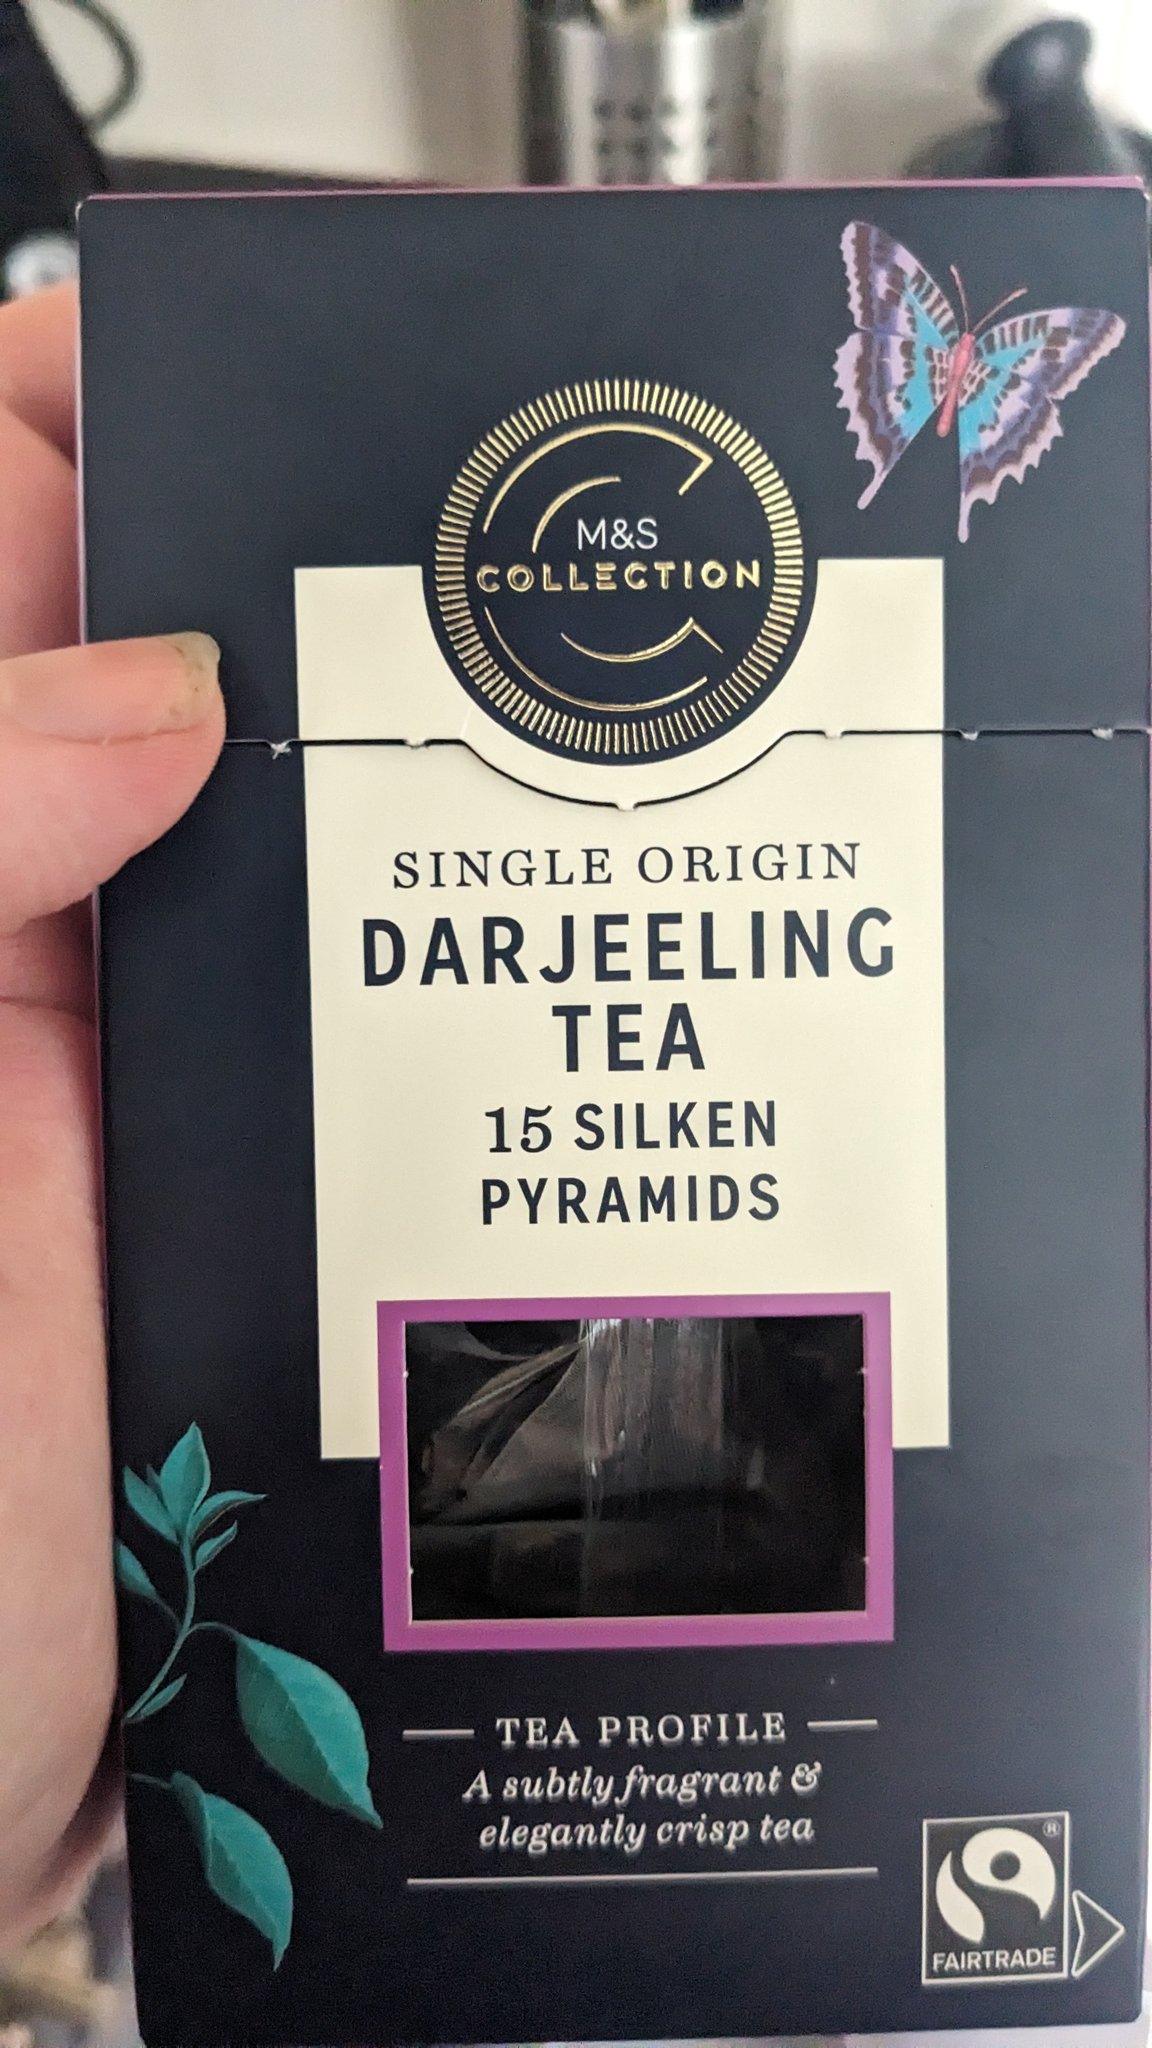 M&S
COLLECTION
SINGLE ORIGIN
DARJEELING
TEA
15 SILKEN
PYRAMIDS
TEA PROFILE
A subtly fragrant &
elegantly crisp tea
®
FAIRTRADE